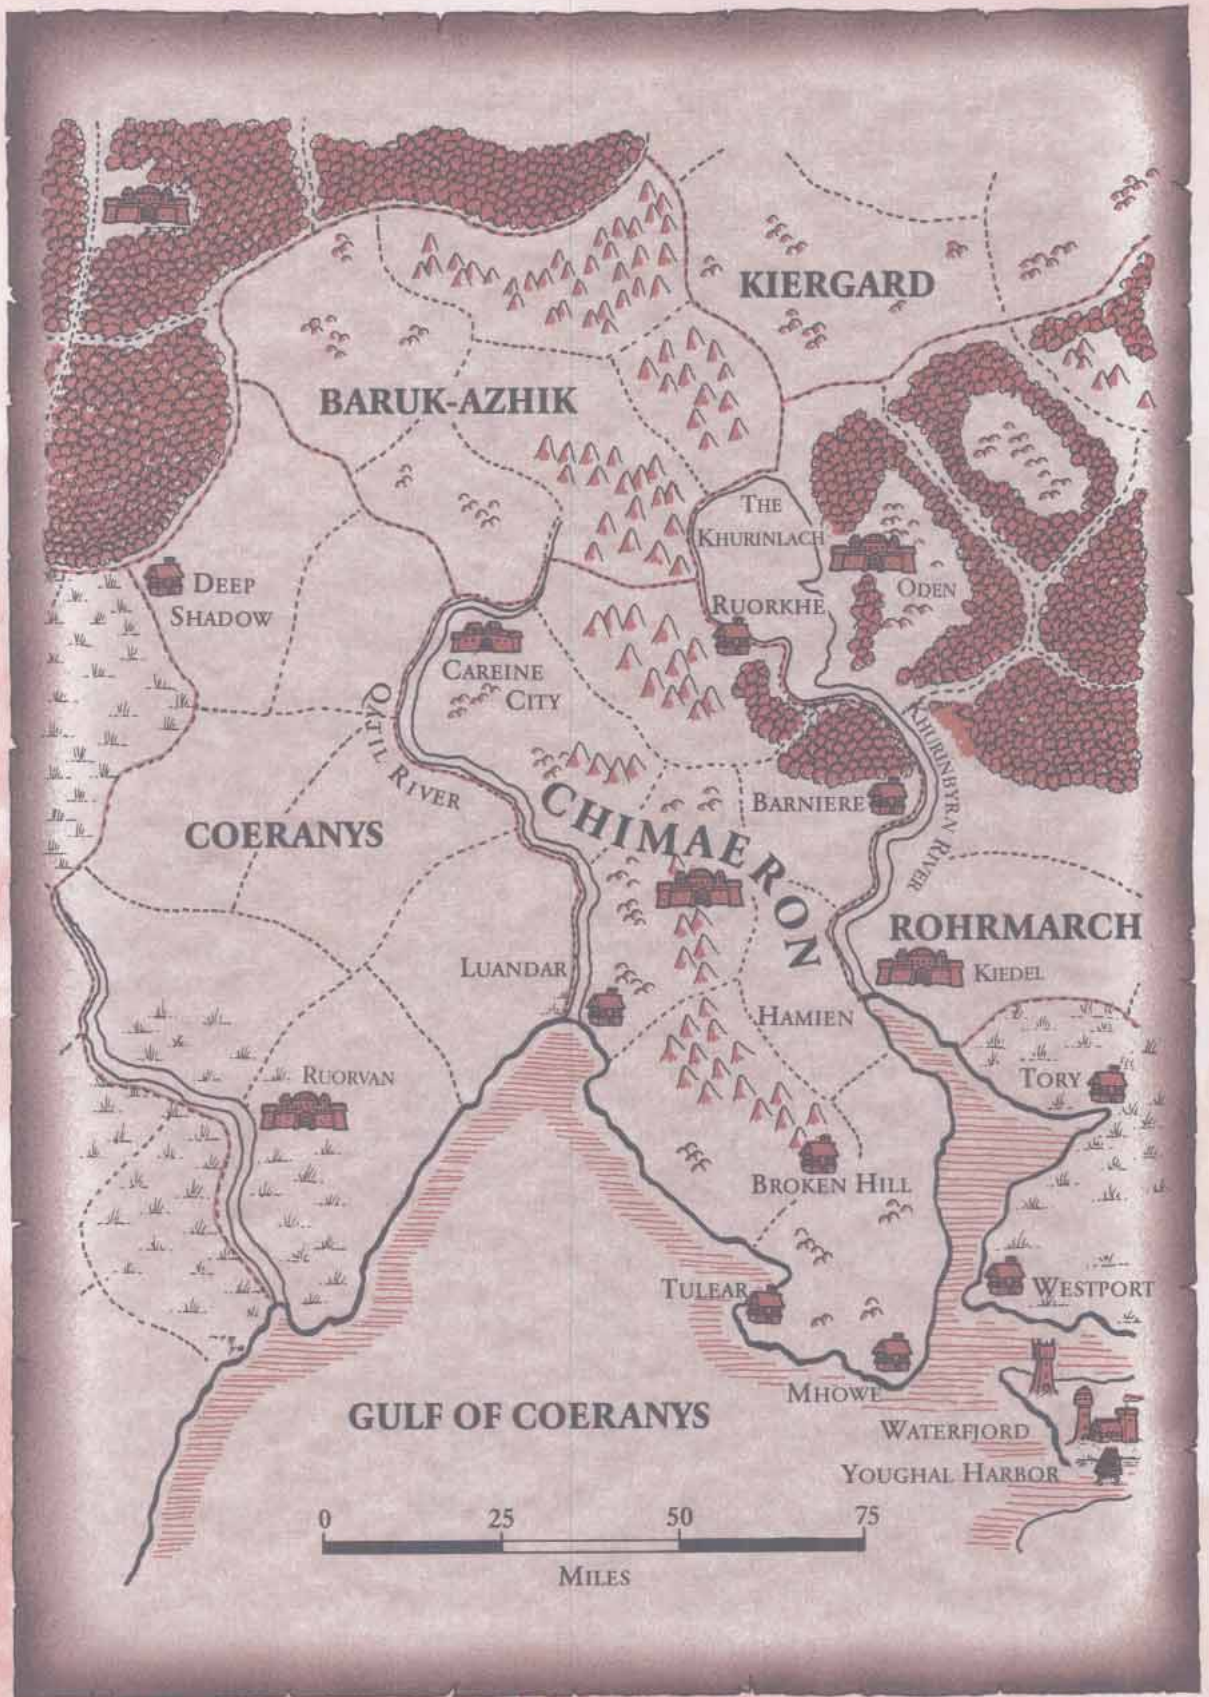 KIERGARD
BARUK-AZHIK
THE
KHURINLACH
DEEP
SHADOW
ODEN
RUORKHE
CAREINE
CITY
OLEVO RIVER
KHURINBYRN RIVER
BARNIERE
CHIMAERON
COERANYS
ROHRMARCH
LUANDAR
KIEDEL
HAMIEN
RUORVAN
TORY
BROKEN HILL
TULEAR
WESTPORT
MHOWE
GULF OF COERANYS
WATERFJORD
YOUGHAL HARBOR
0 25 50 75
MILES